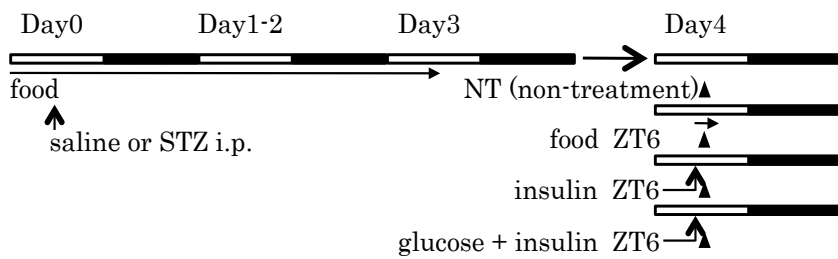 Day0 Day1-2 Day3 Day4
food
NT (non-treatment)
saline or STZ i.p.
food ZT6
insulin ZT6
glucose + insulin ZT6